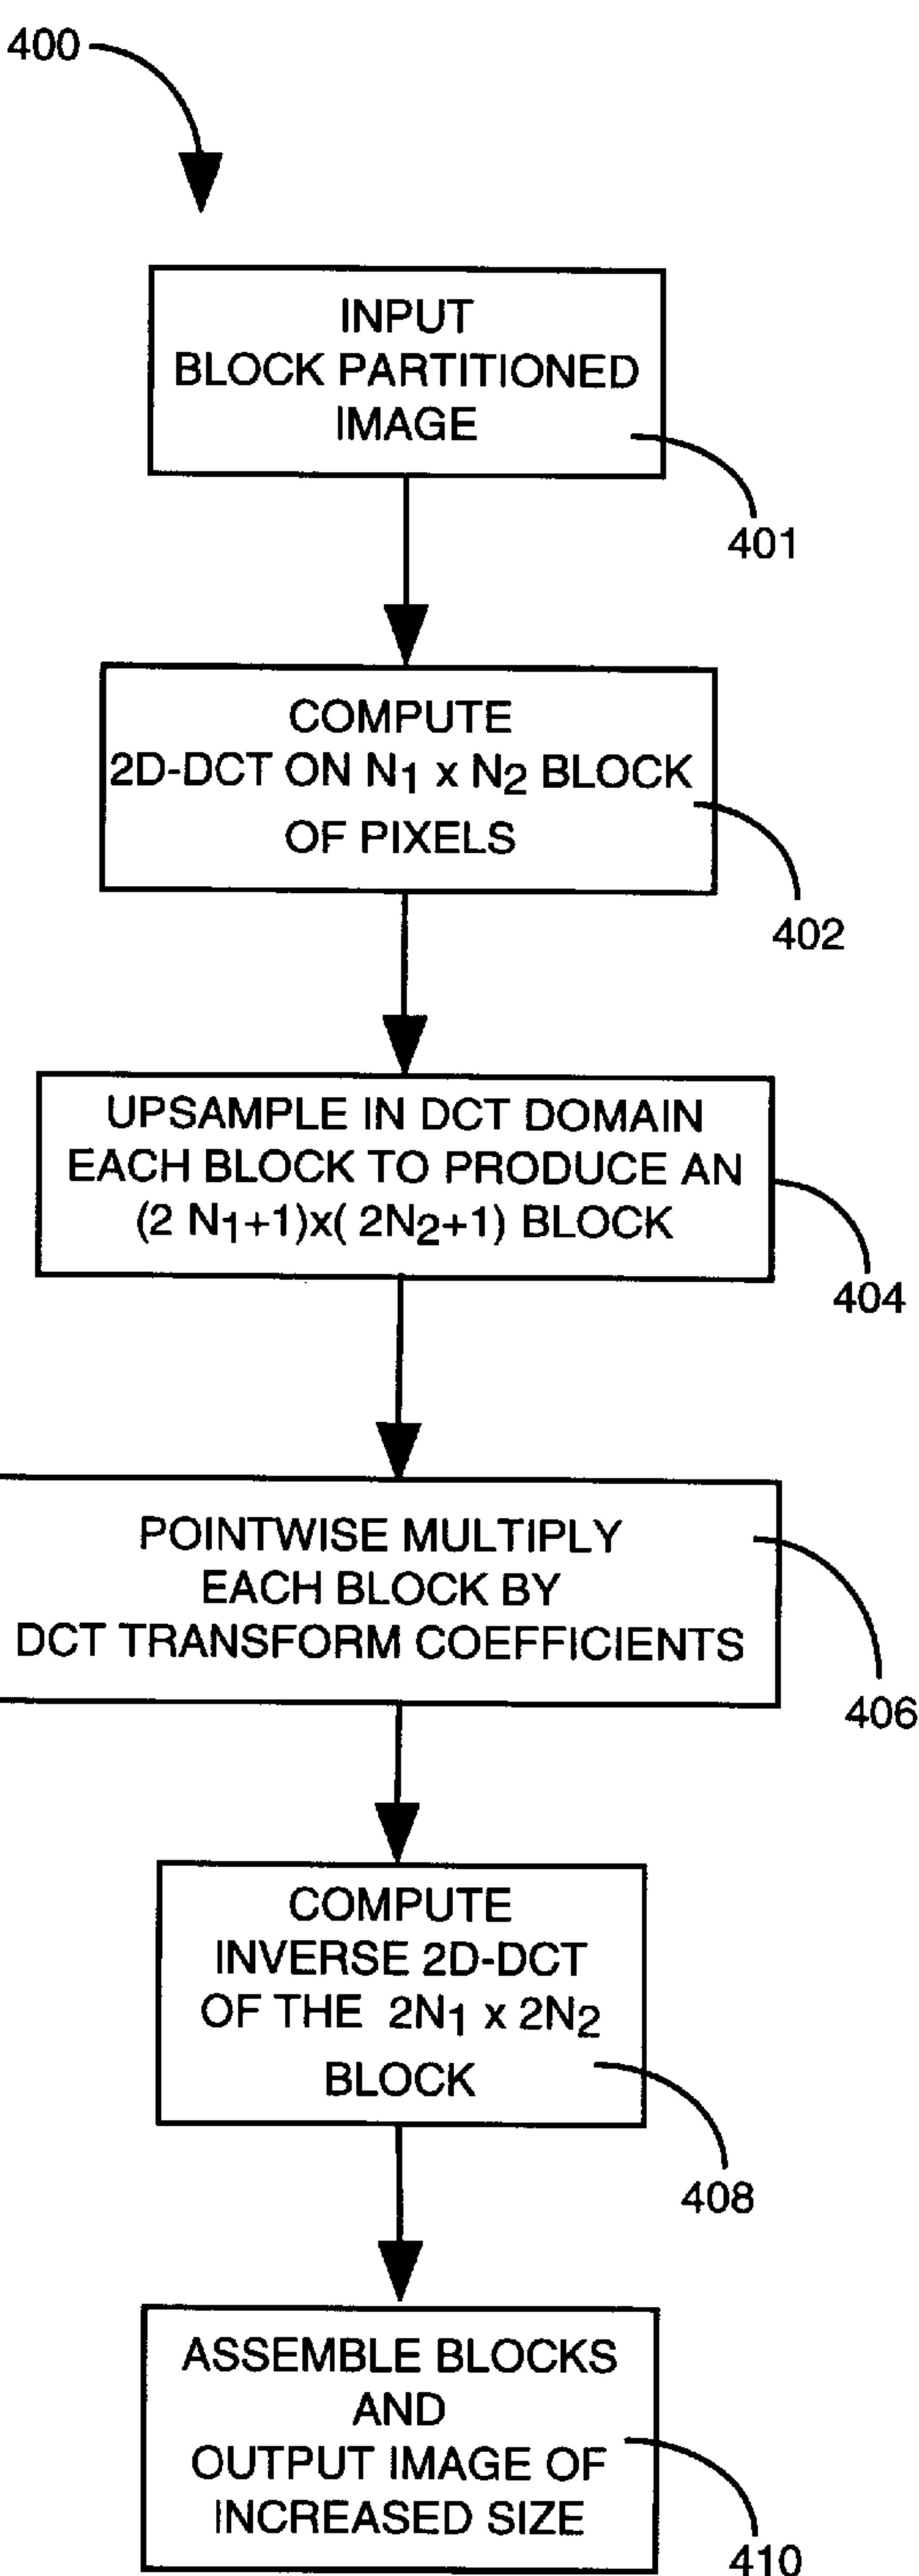 400
INPUT
BLOCK PARTITIONED
IMAGE
401
COMPUTE
2D-DCT ON N1 x N2 BLOCK
OF PIXELS
402
UPSAMPLE IN DCT DOMAIN
EACH BLOCK TO PRODUCE AN
(2 N1+1)x( 2N2+1) BLOCK
404
POINTWISE MULTIPLY
EACH BLOCK BY
DCT TRANSFORM COEFFICIENTS
406
COMPUTE
INVERSE 2D-DCT
OF THE 2N1 x 2N2
BLOCK
408
ASSEMBLE BLOCKS
AND
OUTPUT IMAGE OF
INCREASED SIZE
410